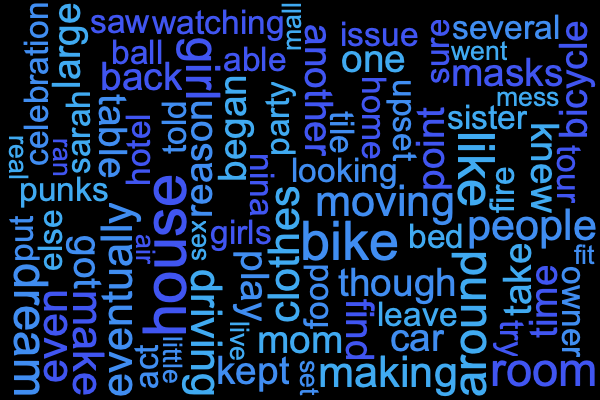 saw
watching
mall
issue
several
celebration
large
ball
.able
another
one
sure
went
bicycle
back
girl
masks
mess
sarah
table
hotel
told
reason
began
party
tile
home
upset
point
sister
like
knew
tour
real
ran
looking
fire
punks
nina
moving
people
put
else
house
sex
girls
clothes
bike
bed
fit
dream
even
got
make
eventually
air
driving
play
pool
though
around
take
time
owner
act
little
live
mom
find
leave
car
try
kept
set
making
room